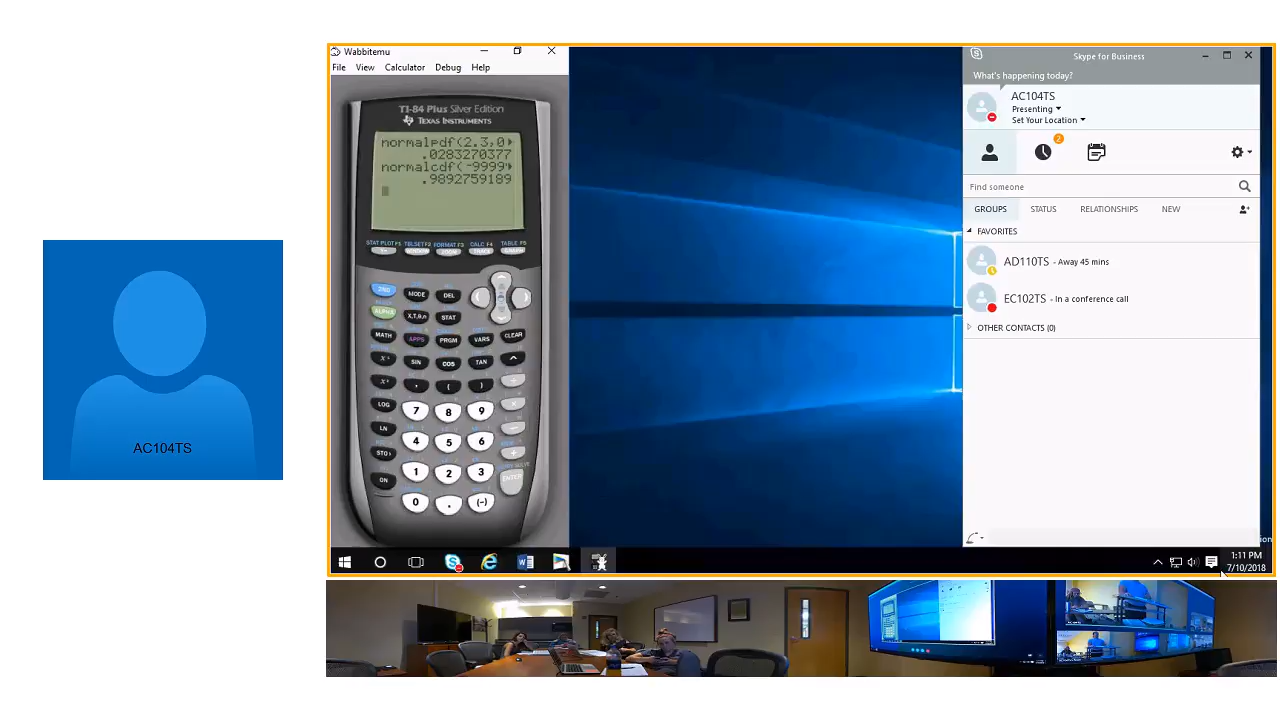 AC104TS
Wabbitemu
File View Calculator Debug Help
TI-84 Plus Silver Edition
TEXAS INSTRUMENTS
normalpdf(2.3,0
.0283270377
normalcdf(-9999
.9892759189
STAT PLOT F1 TBLSET F2 FORMAT F3 CALC F4 TABLE F5
Y= WINDOW ZOOM TRACE GRAPH
2ND MODE DEL
ALPHA X,T,θ,n STAT
MATH APPS PRGM VARS CLEAR
SIN COS TAN ^
, ( )
LOG 7 8 9 ×
LN 4 5 6 −
STO› 1 2 3 +
ON 0 . (-) ENTER
Skype for Business
What's happening today?
AC104TS
Presenting
Set Your Location
2
Find someone
GROUPS STATUS RELATIONSHIPS NEW
FAVORITES
AD110TS - Away 45 mins
EC102TS - In a conference call
OTHER CONTACTS (0)
1:11 PM
7/10/2018